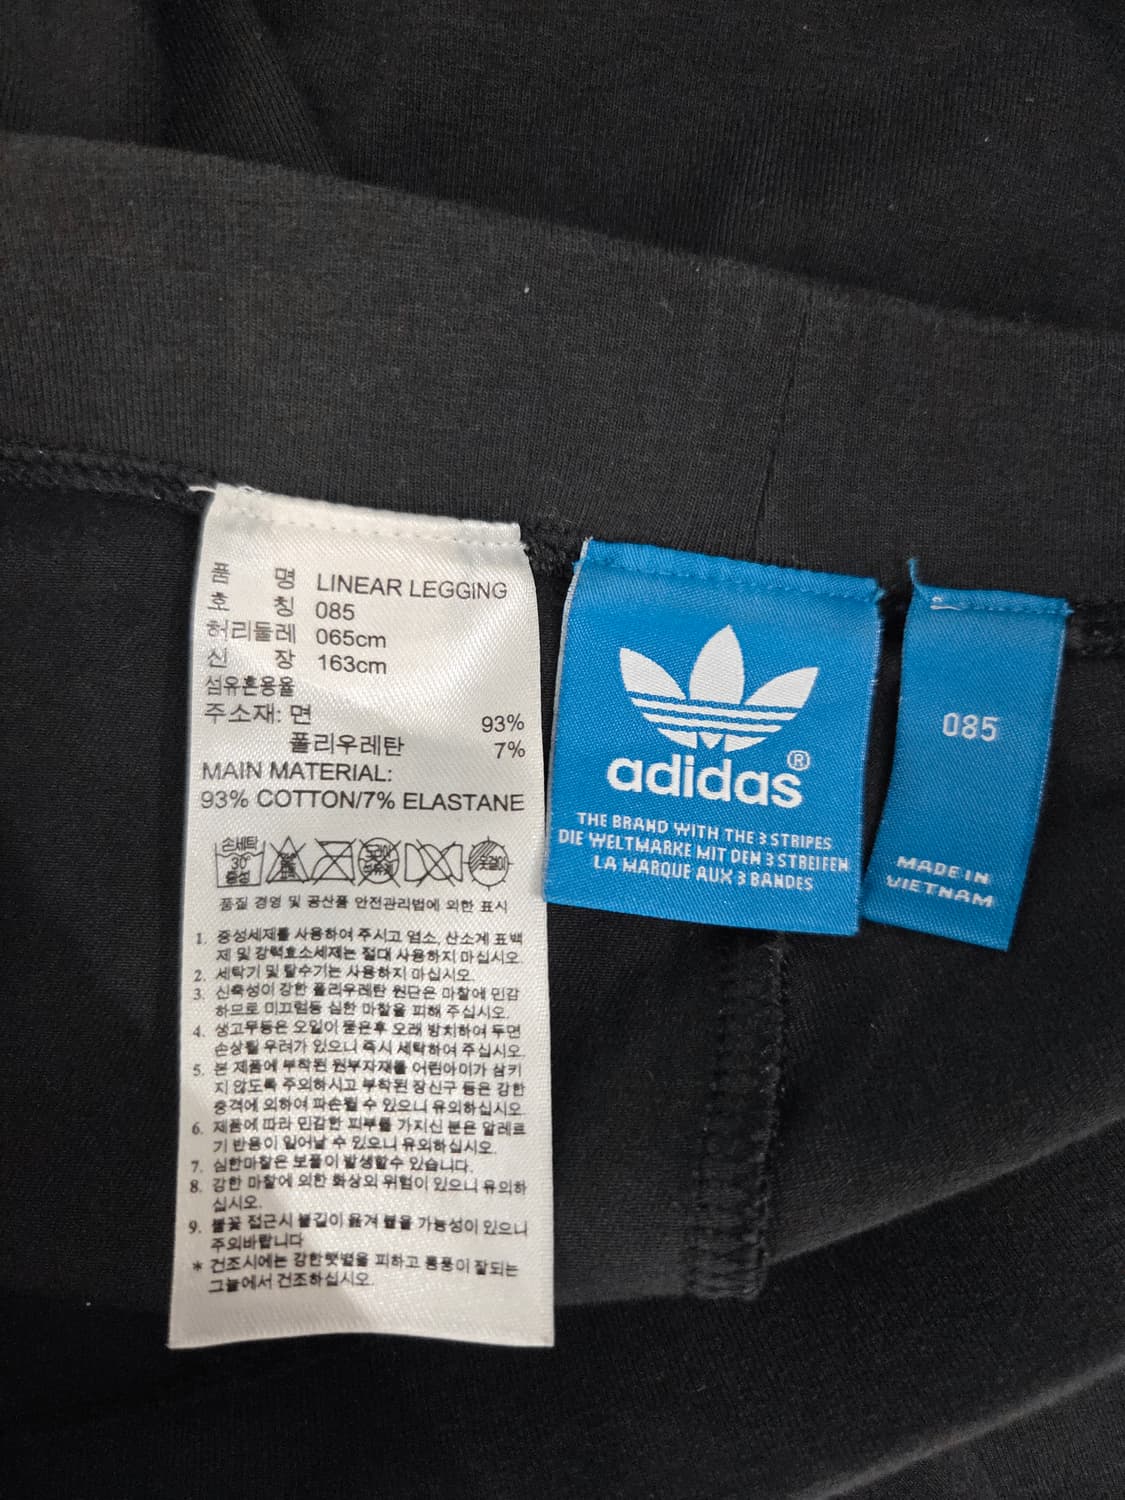 품 명 LINEAR LEGGING
호 칭 085
허리둘레 065cm
신 장 163cm
섬유혼용율
주소재: 면 93%
폴리우레탄 7%
MAIN MATERIAL:
93% COTTON/7% ELASTANE
손세탁
30°
중성
품질 경영 및 공산품 안전관리법에 의한 표시
1. 중성세제를 사용하여 주시고 염소, 산소계 표백
제 및 강력효소세제는 절대 사용하지 마십시오.
2. 세탁기 및 탈수기는 사용하지 마십시오.
3. 신축성이 강한 폴리우레탄 원단은 마찰에 민감
하므로 미끄럼등 심한 마찰을 피해 주십시오.
4. 생고무등은 오일이 묻은후 오래 방치하여 두면
손상될 우려가 있으니 즉시 세탁하여 주십시오.
5. 본 제품에 부착된 원부자재를 어린아이가 삼키
지 않도록 주의하시고 부착된 장신구 등은 강한
충격에 의하여 파손될 수 있으니 유의하십시오.
6. 제품에 따라 민감한 피부를 가지신 분은 알레르
기 반응이 일어날 수 있으니 유의하십시오.
7. 심한마찰은 보풀이 발생할수 있습니다.
8. 강한 마찰에 의한 화상의 위험이 있으니 유의하
십시오.
9. 불꽃 접근시 불길이 옮겨 붙을 가능성이 있으니
주의바랍니다
* 건조시에는 강한햇볕을 피하고 통풍이 잘되는
그늘에서 건조하십시오.
adidas®
THE BRAND WITH THE 3 STRIPES
DIE WELTMARKE MIT DEN 3 STREIFEN
LA MARQUE AUX 3 BANDES
085
MADE IN
VIETNAM